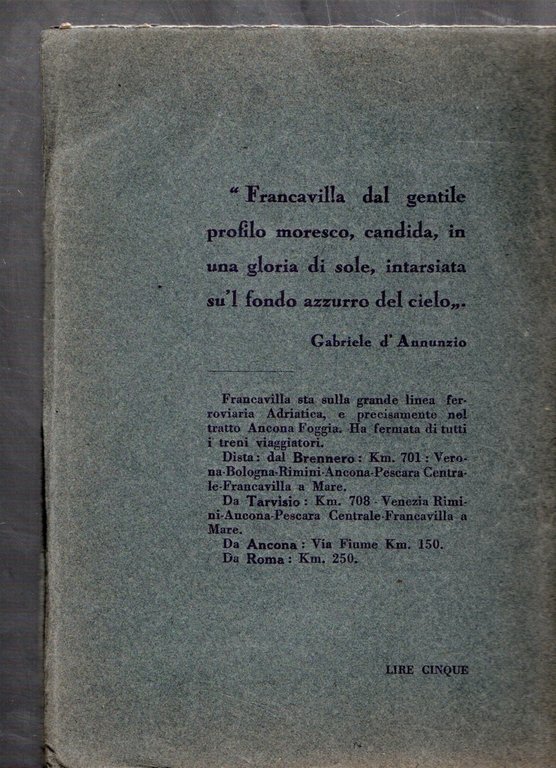 “ Francavilla dal gentile
profilo moresco, candida, in
una gloria di sole, intarsiata
su'l fondo azzurro del cielo„.
Gabriele d'Annunzio
Francavilla sta sulla grande linea fer-
roviaria Adriatica, e precisamente nel
tratto Ancona Foggia. Ha fermata di tutti
i treni viaggiatori.
Dista: dal Brennero: Km. 701 : Vero-
na-Bologna-Rimini-Ancona-Pescara Centra-
le-Francavilla a Mare.
Da Tarvisio: Km. 708 - Venezia Rimi-
ni-Ancona-Pescara Centrale-Francavilla a
Mare.
Da Ancona: Via Fiume Km. 150.
Da Roma: Km. 250.
LIRE CINQUE